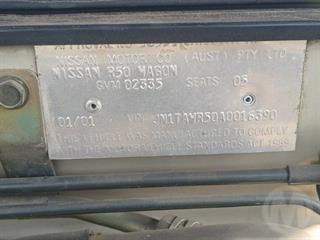 NISSAN MOTOR CO (AUST) PTY LTD
NISSAN R50 WAGON
GVM 02335 SEATS 05
01/01 VIN JN1TAWR50A0016390
THIS VEHICLE WAS MANUFACTURED TO COMPLY
WITH THE MOTOR VEHICLE STANDARDS ACT 1989